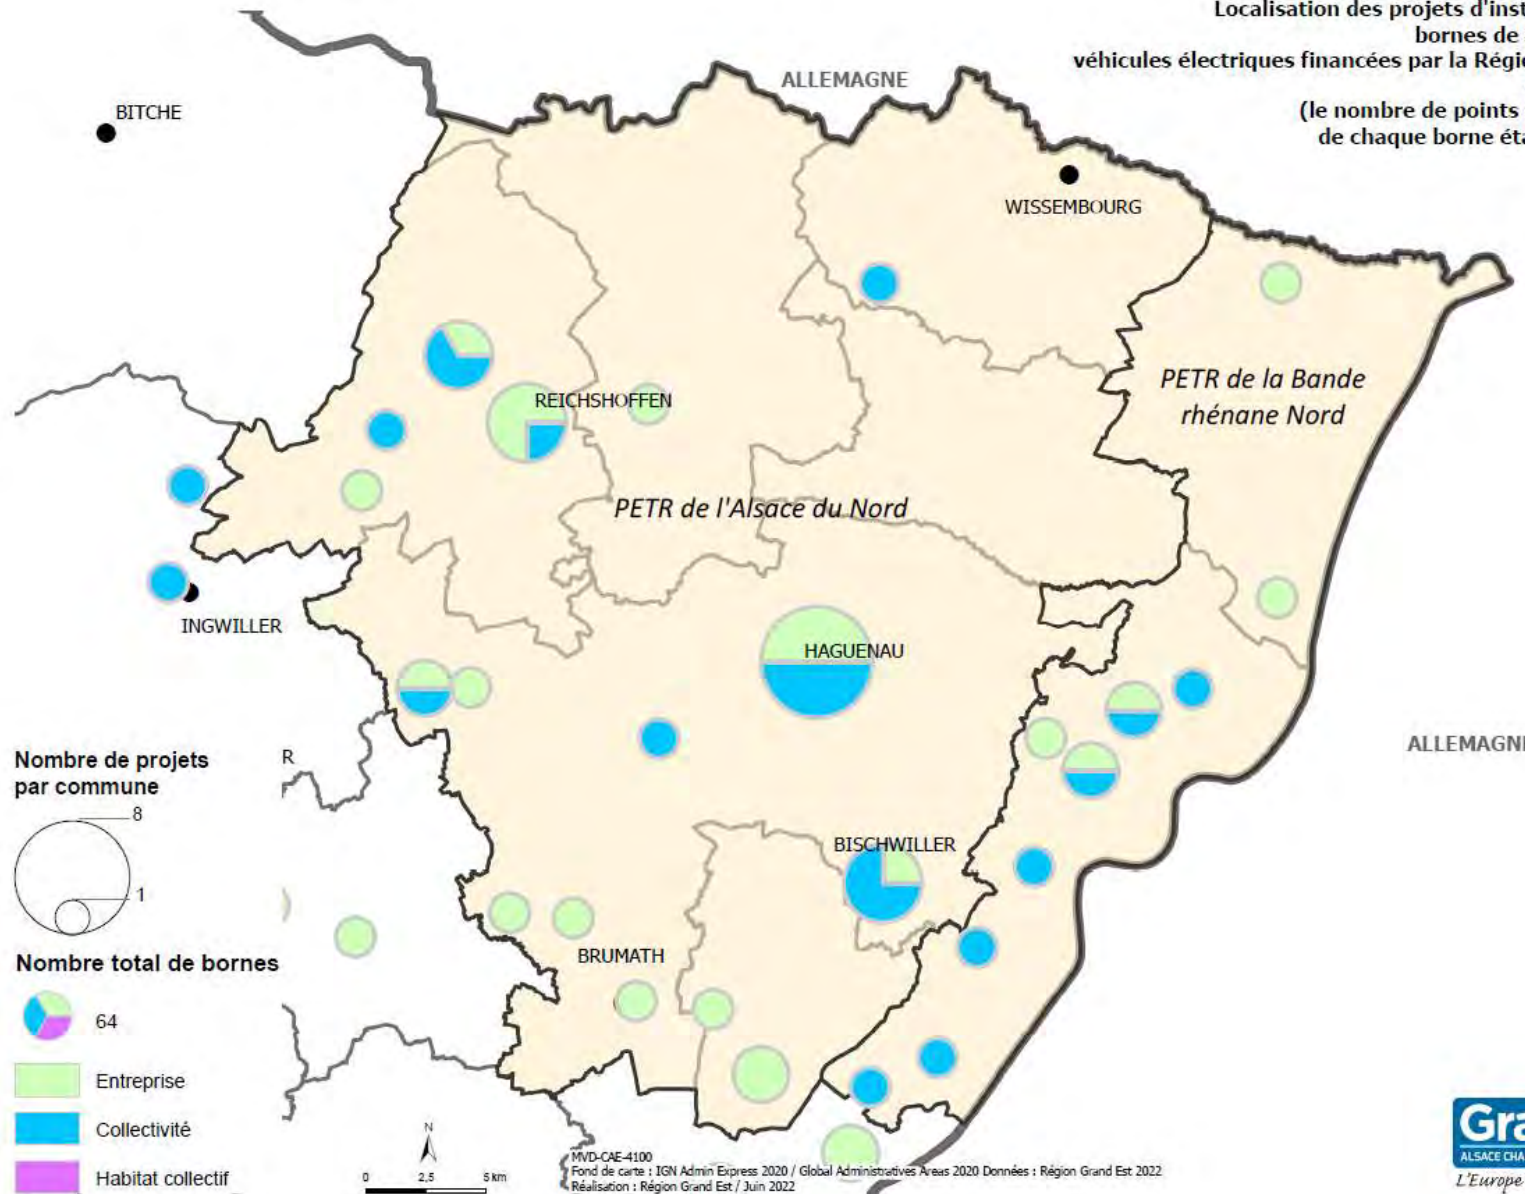 Localisation des projets d'inst
bornes de
véhicules électriques financées par la Régio
(le nombre de points
de chaque borne éta
ALLEMAGNE
BITCHE
WISSEMBOURG
PETR de la Bande
rhénane Nord
REICHSHOFFEN
PETR de l'Alsace du Nord
INGWILLER
HAGUENAU
ALLEMAGNE
R
Nombre de projets
par commune
8
1
BISCHWILLER
BRUMATH
Nombre total de bornes
64
Entreprise
Collectivité
Habitat collectif
N
0 2,5 5 km
MVD-CAE-4100
Fond de carte : IGN Admin Express 2020 / Global Administratives Areas 2020 Données : Région Grand Est 2022
Réalisation : Région Grand Est / Juin 2022
Gra
ALSACE CHA
L'Europe